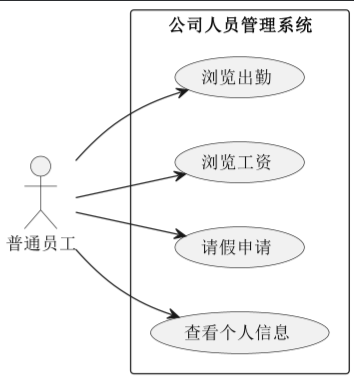 公司人员管理系统
浏览出勤
浏览工资
请假申请
普通员工
查看个人信息